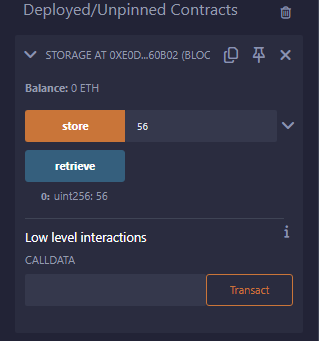 Deployed/Unpinned Contracts
STORAGE AT 0XE0D...60B02 (BLOC
Balance: 0 ETH
store 56
retrieve
0: uint256: 56
Low level interactions
CALLDATA
Transact